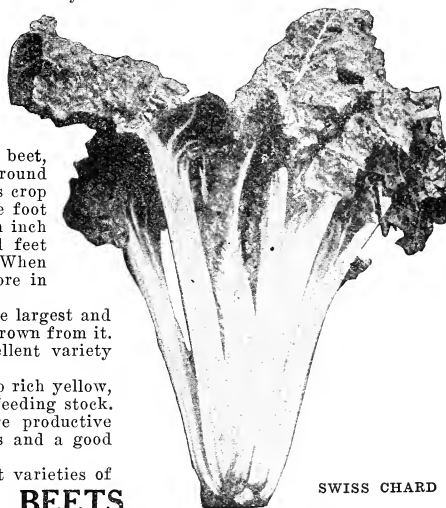 beet,
round
s crop
e foot
n inch
l feet
When
ore in
e largest and
rown from it.
ellent variety
o rich yellow,
feeding stock.
re productive
s and a good
t varieties of
BEETS
SWISS CHARD